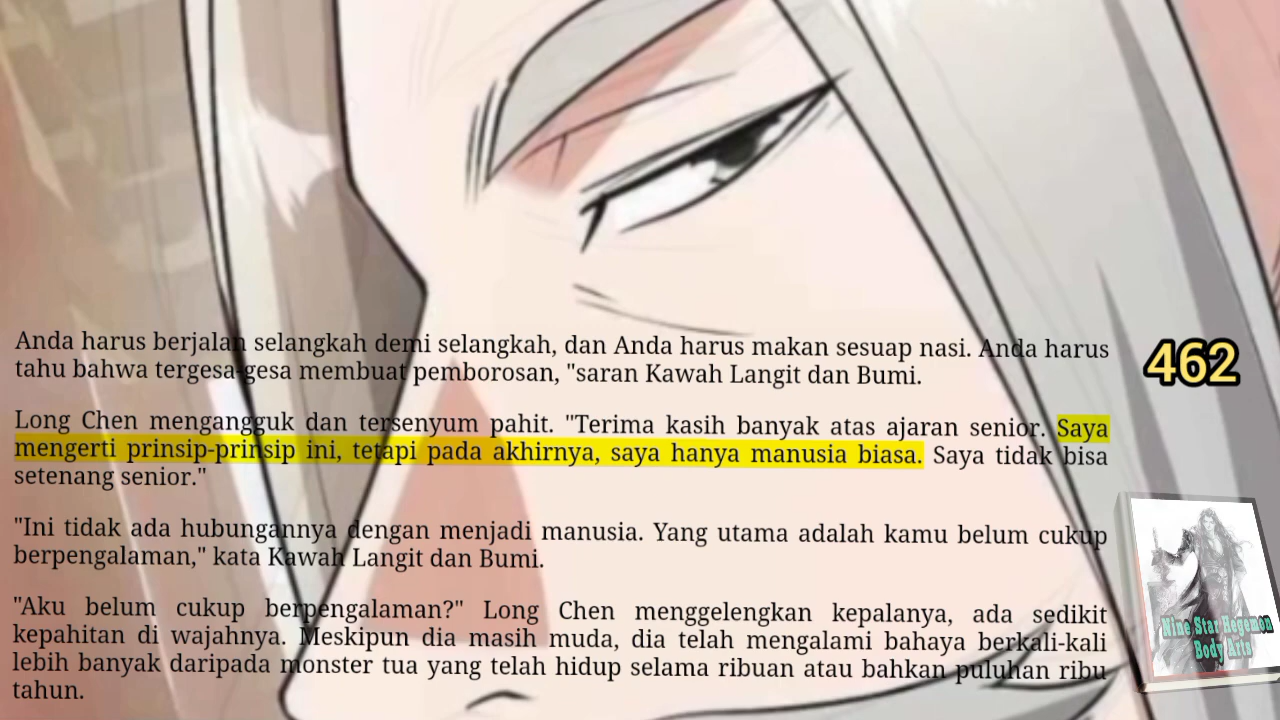 Anda harus berjalan selangkah demi selangkah, dan Anda harus makan sesuap nasi. Anda harus
tahu bahwa tergesa-gesa membuat pemborosan, "saran Kawah Langit dan Bumi.
Long Chen mengangguk dan tersenyum pahit. "Terima kasih banyak atas ajaran senior. Saya
mengerti prinsip-prinsip ini, tetapi pada akhirnya, saya hanya manusia biasa. Saya tidak bisa
setenang senior."
"Ini tidak ada hubungannya dengan menjadi manusia. Yang utama adalah kamu belum cukup
berpengalaman," kata Kawah Langit dan Bumi.
"Aku belum cukup berpengalaman?" Long Chen menggelengkan kepalanya, ada sedikit
kepahitan di wajahnya. Meskipun dia masih muda, dia telah mengalami bahaya berkali-kali
lebih banyak daripada monster tua yang telah hidup selama ribuan atau bahkan puluhan ribu
tahun.
462
Nine Star Hegemon
Body Arts